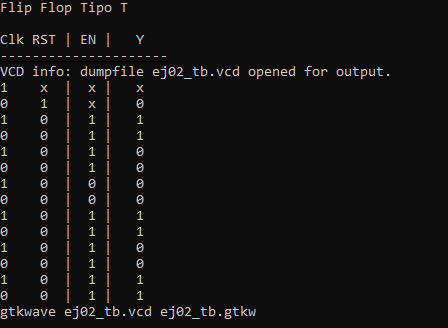 Flip Flop Tipo T
Clk RST | EN |   Y
---------------------
VCD info: dumpfile ej02_tb.vcd opened for output.
1    x  |  x |   x
0    1  |  x |   0
1    0  |  1 |   1
0    0  |  1 |   1
1    0  |  1 |   0
0    0  |  1 |   0
1    0  |  0 |   0
0    0  |  0 |   0
1    0  |  1 |   1
0    0  |  1 |   1
1    0  |  1 |   0
0    0  |  1 |   0
1    0  |  1 |   1
0    0  |  1 |   1
gtkwave ej02_tb.vcd ej02_tb.gtkw